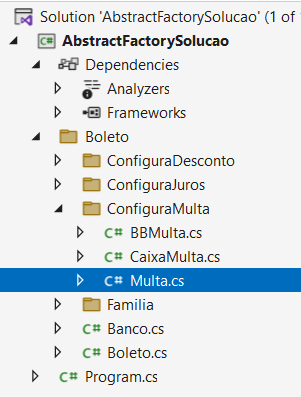 Solution 'AbstractFactorySolucao' (1 of
AbstractFactorySolucao
Dependencies
Analyzers
Frameworks
Boleto
ConfiguraDesconto
ConfiguraJuros
ConfiguraMulta
C# BBMulta.cs
C# CaixaMulta.cs
C# Multa.cs
Familia
C# Banco.cs
C# Boleto.cs
C# Program.cs